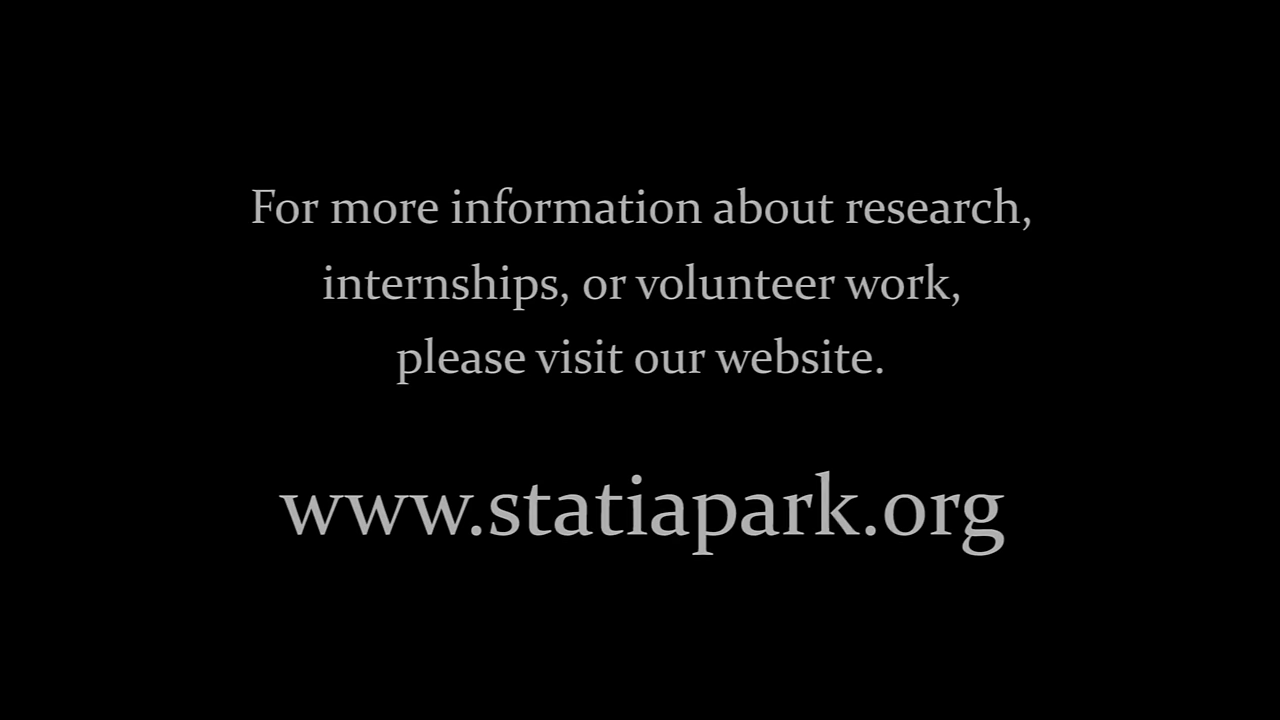 For more information about research,
internships, or volunteer work,
please visit our website.
www.statiapark.org